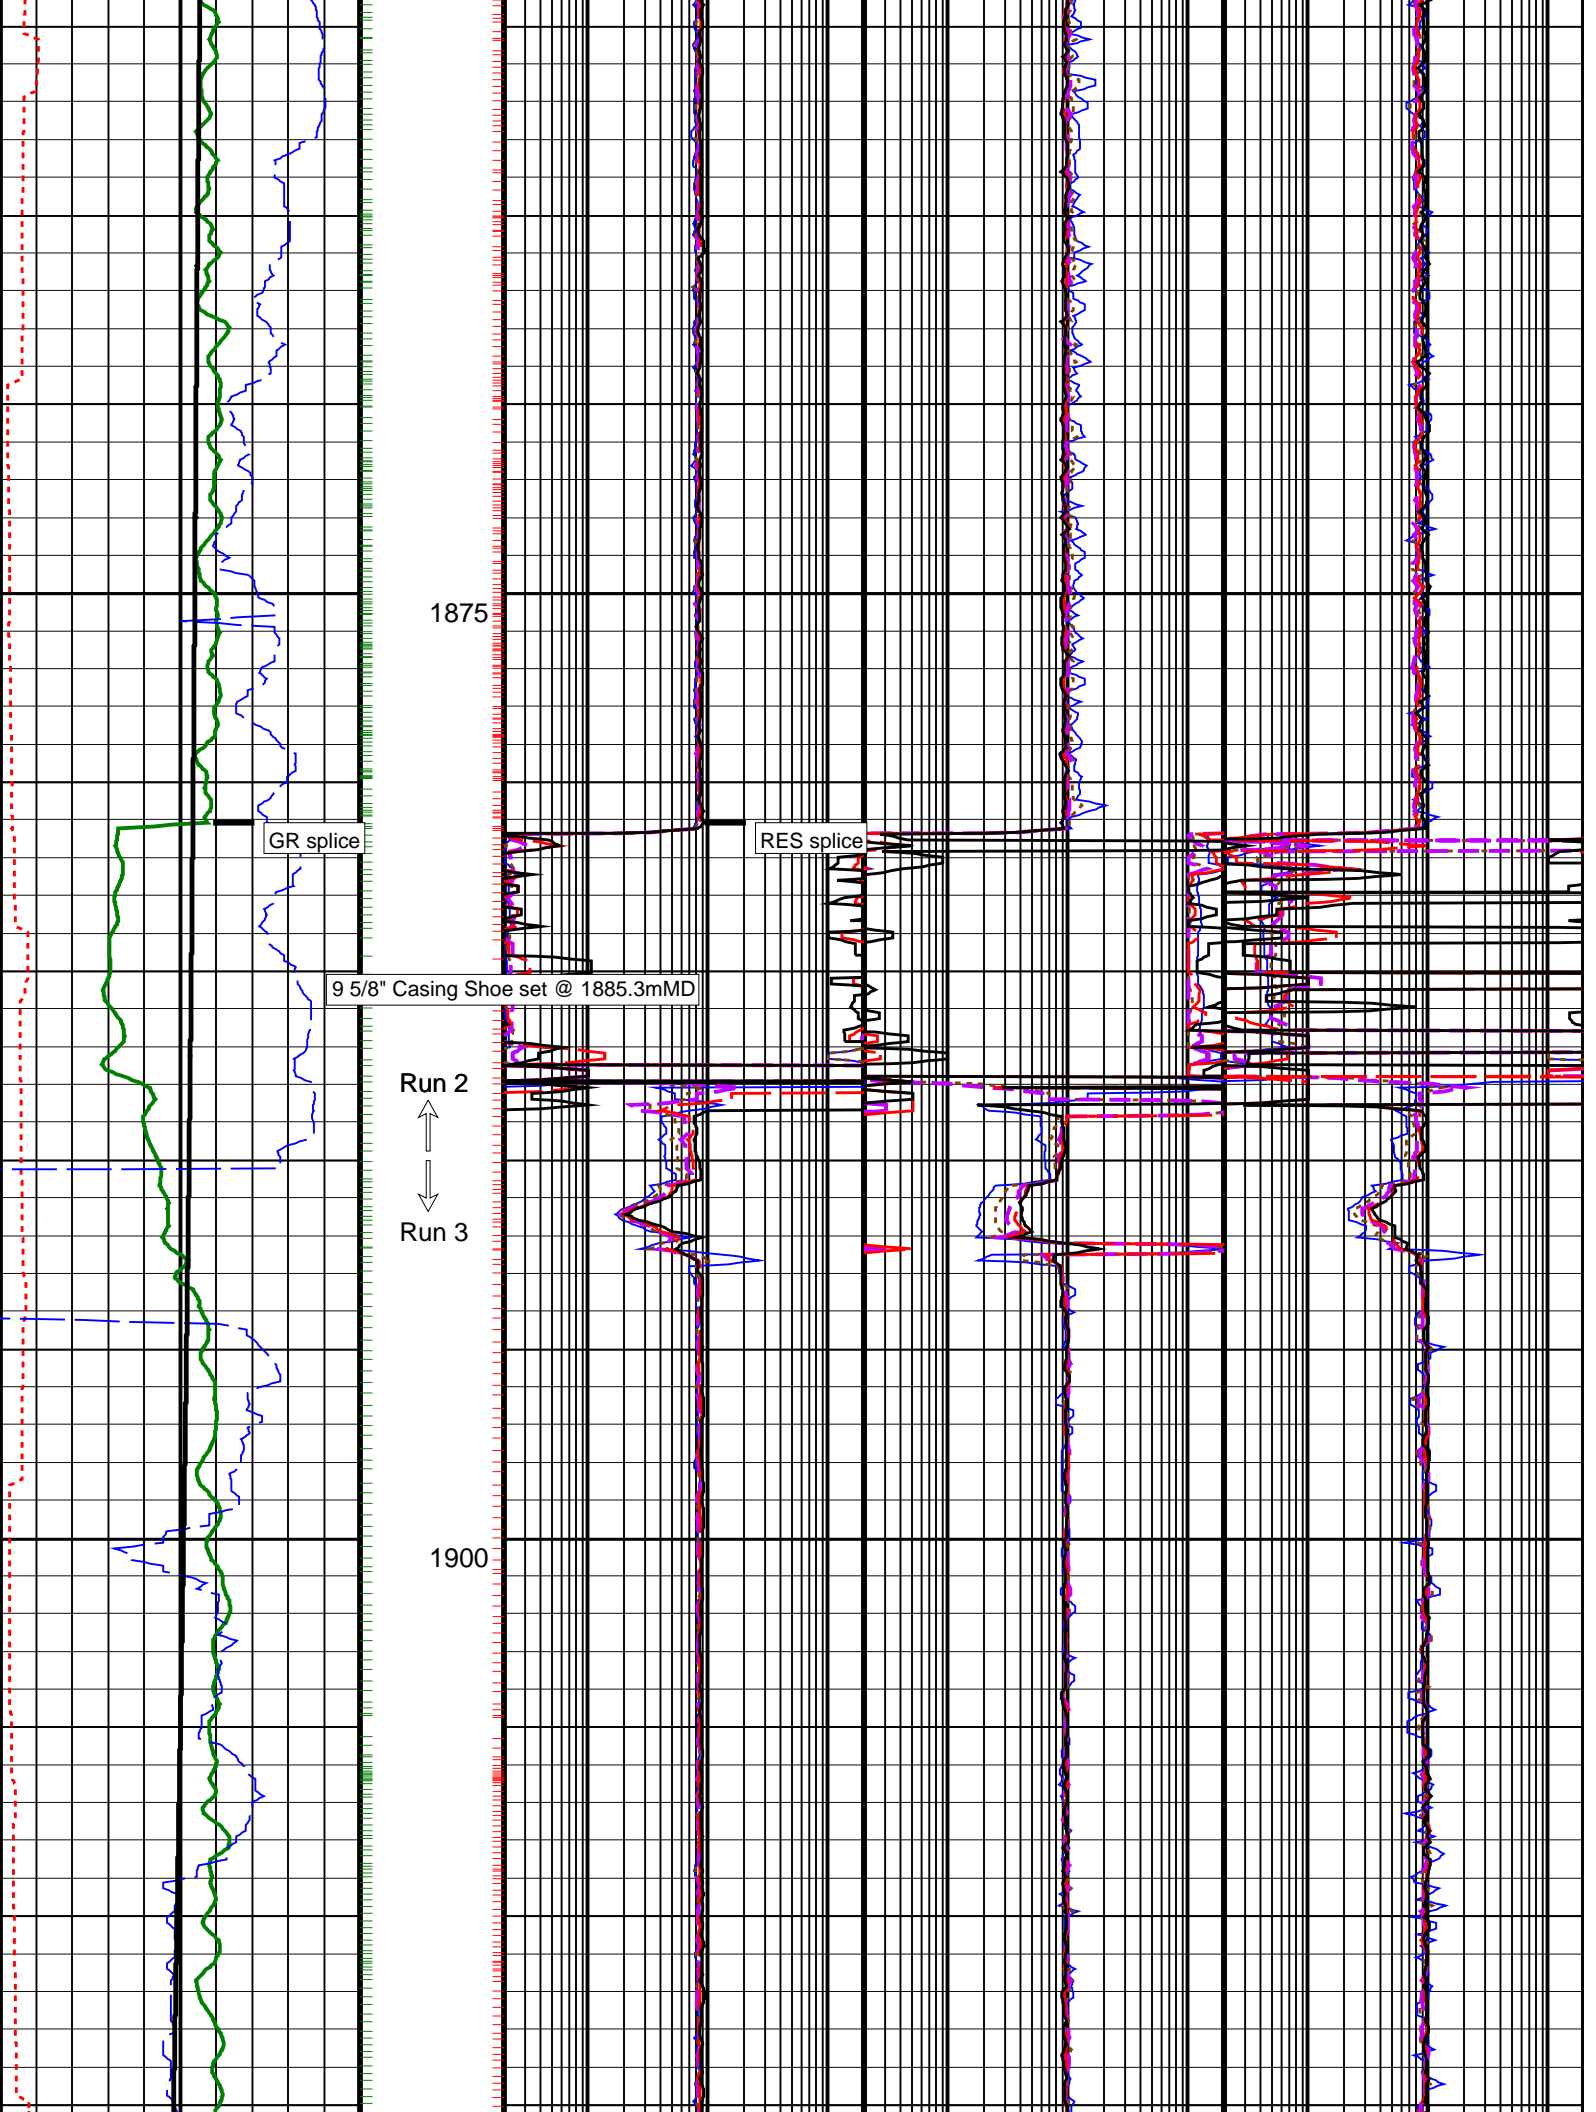 1875
GR splice
RES splice
9 5/8" Casing Shoe set @ 1885.3mMD
Run 2
Run 3
1900